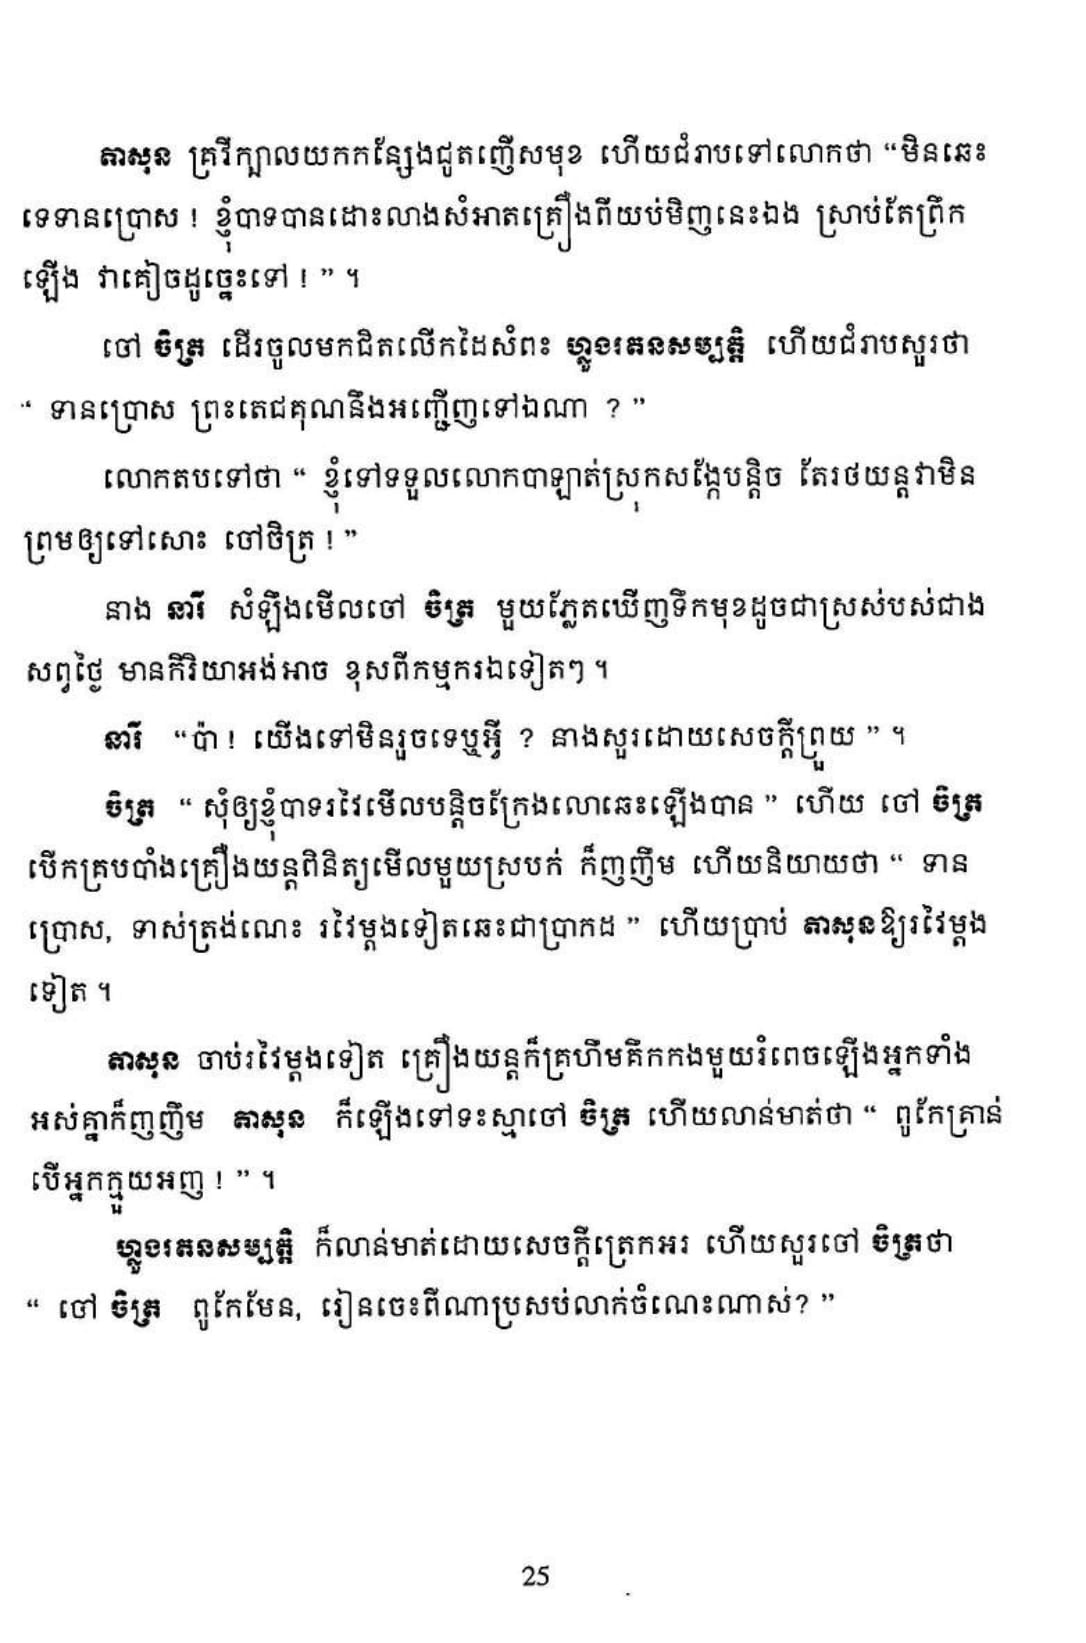 តាសុន គ្រវីក្បាលយកកន្សែងជូតញើសមុខ ហើយជំរាបទៅលោកថា “មិនឆេះ
ទេទានប្រោស ! ខ្ញុំបាទបានដោះលាងសំអាតគ្រឿងពីយប់មិញនេះឯង ស្រាប់តែព្រឹក
ឡើង វាគៀចដូច្នេះទៅ ! ” ។
ចៅ ចិត្រ ដើរចូលមកជិតលើកដៃសំពះ ហ្លួងរតនសម្បត្តិ ហើយជំរាបសួរថា
“ ទានប្រោស ព្រះតេជគុណនឹងអញ្ជើញទៅឯណា ? ”
លោកតបទៅថា “ ខ្ញុំទៅទទួលលោកបាឡាត់ស្រុកសង្កែបន្តិច តែរថយន្តវាមិន
ព្រមឲ្យទៅសោះ ចៅចិត្រ ! ”
នាង នារី សំឡឹងមើលចៅ ចិត្រ មួយភ្លែតឃើញទឹកមុខដូចជាស្រស់បស់ជាង
សព្វថ្ងៃ មានកិរិយាអង់អាច ខុសពីកម្មករឯទៀតៗ ។
នារី “ប៉ា ! យើងទៅមិនរួចទេឬអ្វី ? នាងសួរដោយសេចក្តីព្រួយ ” ។
ចិត្រ “ សុំឲ្យខ្ញុំបាទរវៃមើលបន្តិចក្រែងលោឆេះឡើងបាន ” ហើយ ចៅ ចិត្រ
បើកគ្របបាំងគ្រឿងយន្តពិនិត្យមើលមួយស្របក់ ក៏ញញឹម ហើយនិយាយថា “ ទាន
ប្រោស, ទាស់ត្រង់ណេះ រវៃម្តងទៀតឆេះជាប្រាកដ ” ហើយប្រាប់ តាសុនឱ្យរវៃម្តង
ទៀត ។
តាសុន ចាប់រវៃម្តងទៀត គ្រឿងយន្តក៏គ្រហឹមគឹកកងមួយរំពេចឡើងអ្នកទាំង
អស់គ្នាក៏ញញឹម តាសុន ក៏ឡើងទៅទះស្មាចៅ ចិត្រ ហើយលាន់មាត់ថា “ ពូកែគ្រាន់
បើអ្នកក្មួយអញ ! ” ។
ហ្លួងរតនសម្បត្តិ ក៏លាន់មាត់ដោយសេចក្តីត្រេកអរ ហើយសួរចៅ ចិត្រថា
“ ចៅ ចិត្រ ពូកែមែន, រៀនចេះពីណាប្រសប់លាក់ចំណេះណាស់? ”
25